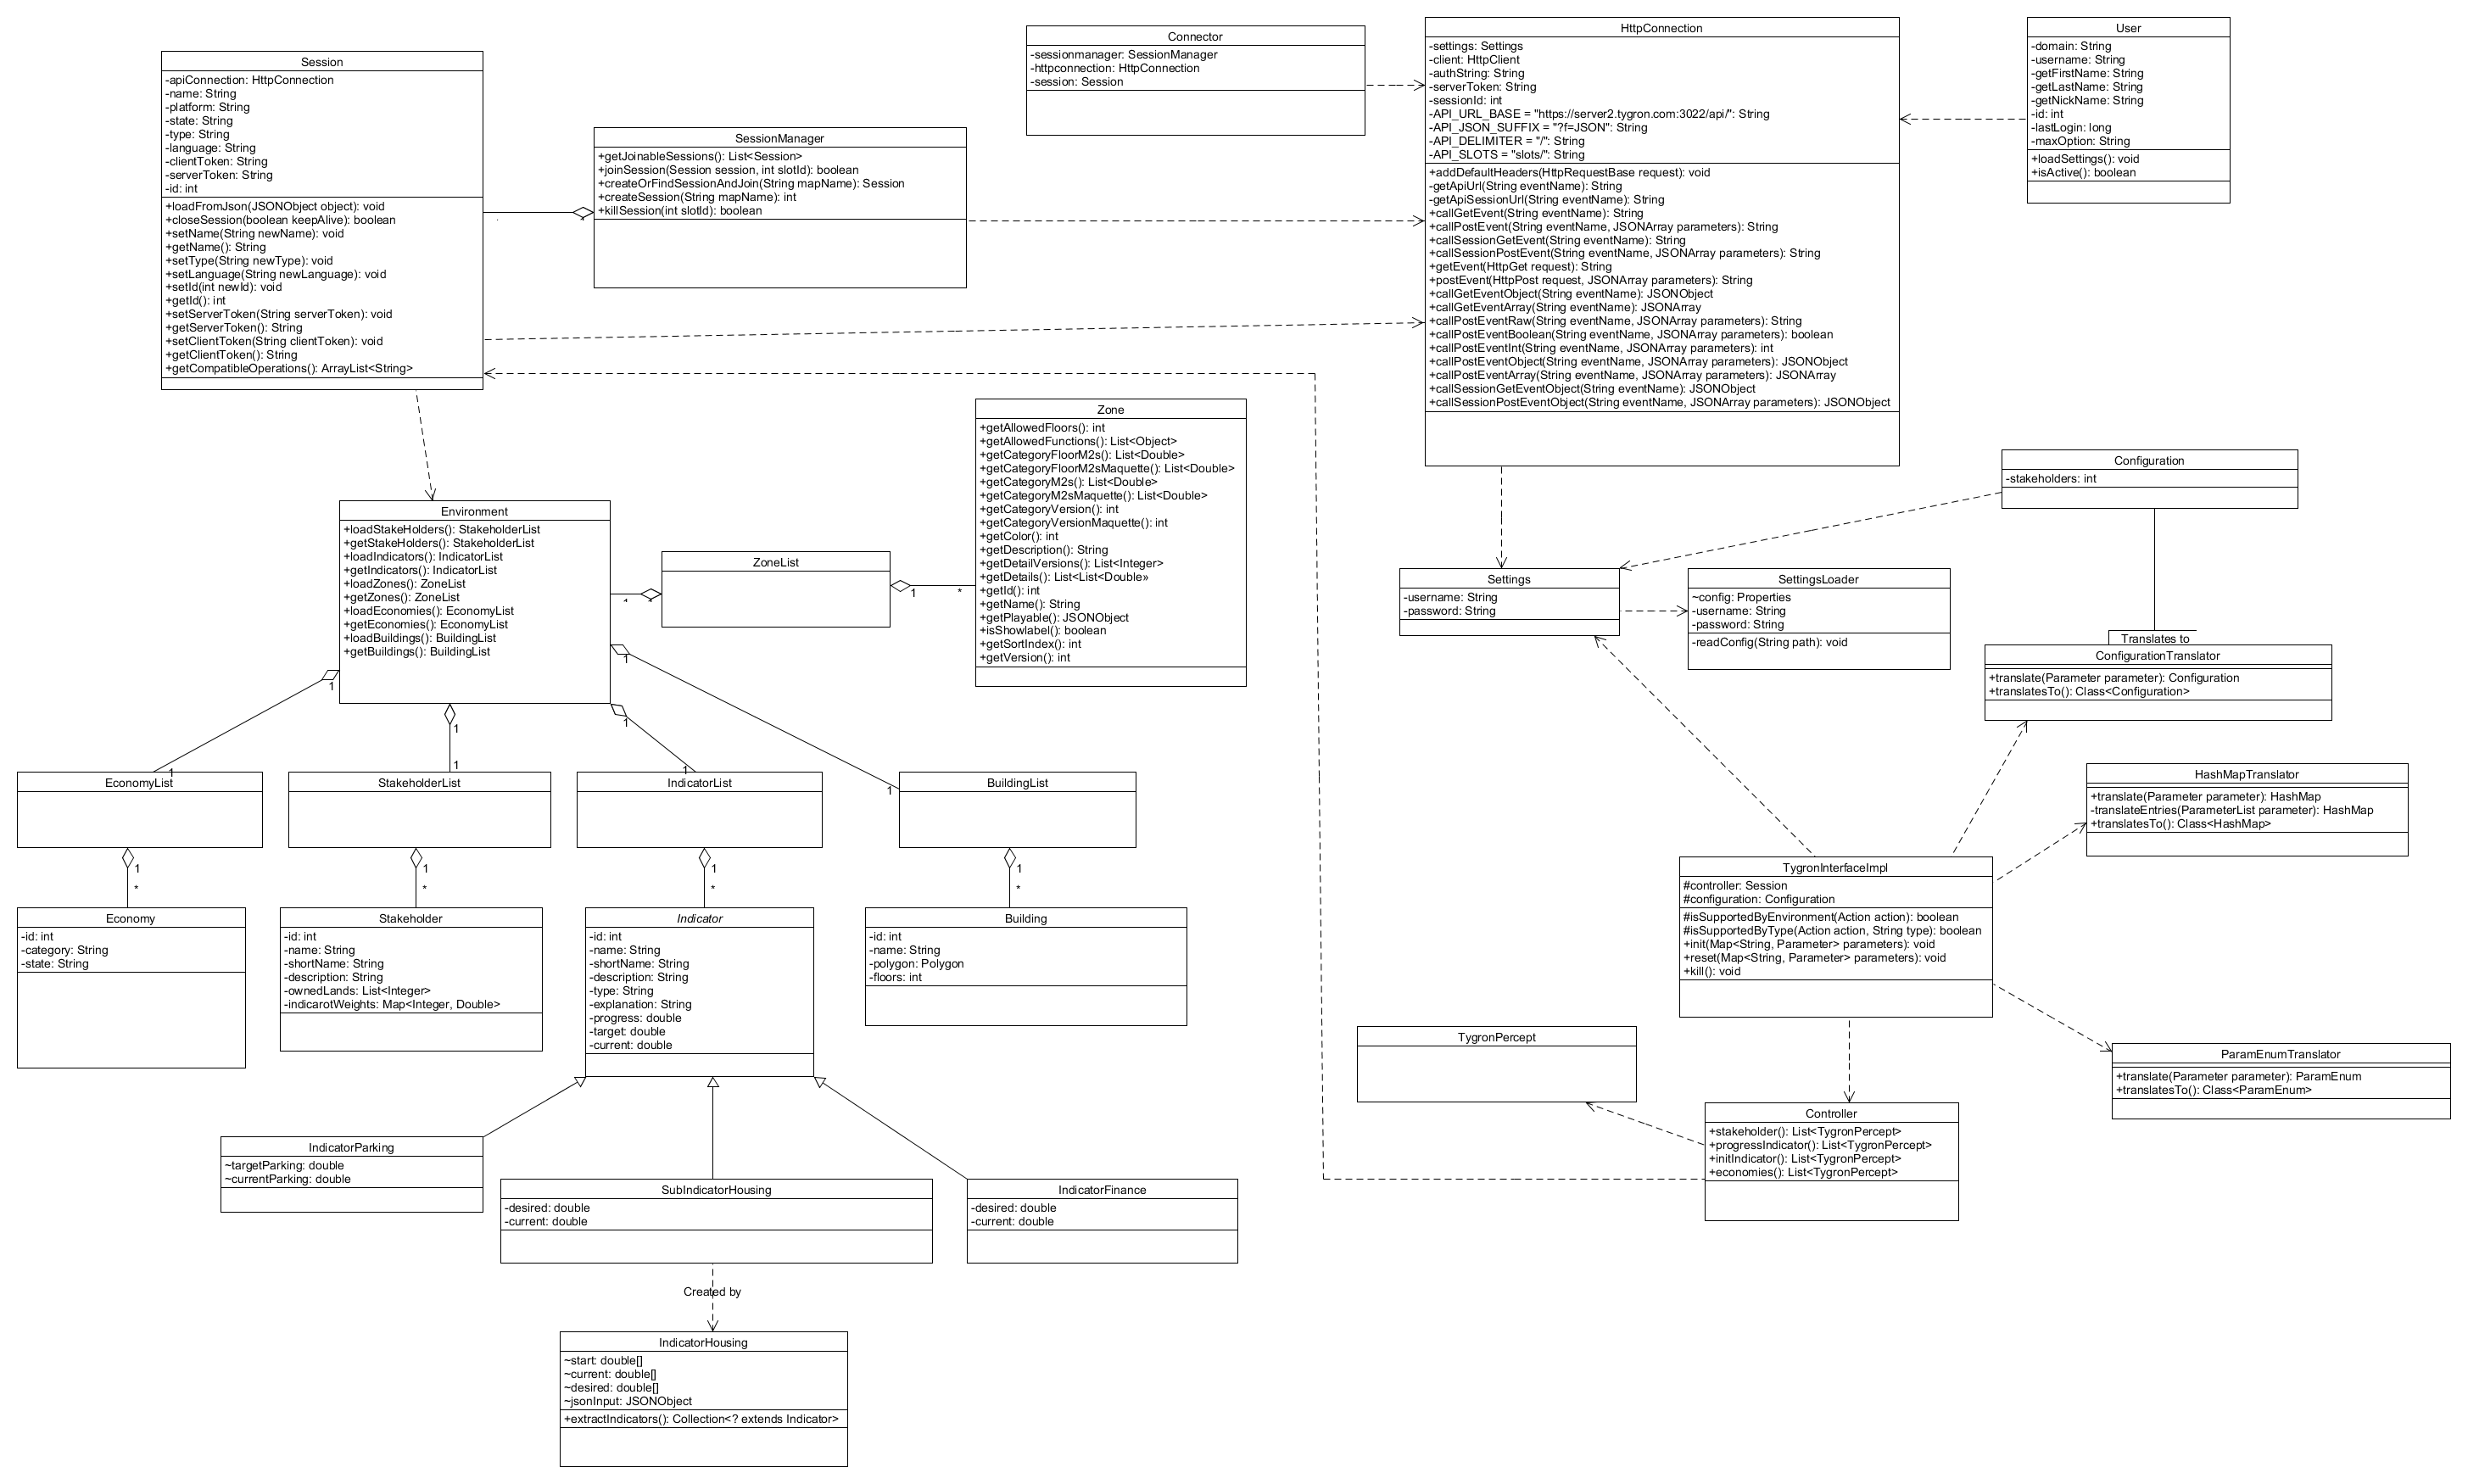 Session
-apiConnection: HttpConnection
-name: String
-platform: String
-state: String
-type: String
-language: String
-clientToken: String
-serverToken: String
-id: int
+loadFromJson(JSONObject object): void
+closeSession(boolean keepAlive): boolean
+setName(String newName): void
+getName(): String
+setType(String newType): void
+setLanguage(String newLanguage): void
+setId(int newId): void
+getId(): int
+setServerToken(String serverToken): void
+getServerToken(): String
+setClientToken(String clientToken): void
+getClientToken(): String
+getCompatibleOperations(): ArrayList<String>
SessionManager
+getJoinableSessions(): List<Session>
+joinSession(Session session, int slotId): boolean
+createOrFindSessionAndJoin(String mapName): Session
+createSession(String mapName): int
+killSession(int slotId): boolean
Connector
-sessionmanager: SessionManager
-httpconnection: HttpConnection
-session: Session
HttpConnection
-settings: Settings
-client: HttpClient
-authString: String
-serverToken: String
-sessionId: int
-API_URL_BASE = "https://server2.tygron.com:3022/api/": String
-API_JSON_SUFFIX = "?f=JSON": String
-API_DELIMITER = "/": String
-API_SLOTS = "slots/": String
+addDefaultHeaders(HttpRequestBase request): void
-getApiUrl(String eventName): String
-getApiSessionUrl(String eventName): String
+callGetEvent(String eventName): String
+callPostEvent(String eventName, JSONArray parameters): String
+callSessionGetEvent(String eventName): String
+callSessionPostEvent(String eventName, JSONArray parameters): String
+getEvent(HttpGet request): String
+postEvent(HttpPost request, JSONArray parameters): String
+callGetEventObject(String eventName): JSONObject
+callGetEventArray(String eventName): JSONArray
+callPostEventRaw(String eventName, JSONArray parameters): String
+callPostEventBoolean(String eventName, JSONArray parameters): boolean
+callPostEventInt(String eventName, JSONArray parameters): int
+callPostEventObject(String eventName, JSONArray parameters): JSONObject
+callPostEventArray(String eventName, JSONArray parameters): JSONArray
+callSessionGetEventObject(String eventName): JSONObject
+callSessionPostEventObject(String eventName, JSONArray parameters): JSONObject
User
-domain: String
-username: String
-getFirstName: String
-getLastName: String
-getNickName: String
-id: int
-lastLogin: long
-maxOption: String
+loadSettings(): void
+isActive(): boolean
Environment
+loadStakeHolders(): StakeholderList
+getStakeHolders(): StakeholderList
+loadIndicators(): IndicatorList
+getIndicators(): IndicatorList
+loadZones(): ZoneList
+getZones(): ZoneList
+loadEconomies(): EconomyList
+getEconomies(): EconomyList
+loadBuildings(): BuildingList
+getBuildings(): BuildingList
ZoneList
1
*
Zone
+getAllowedFloors(): int
+getAllowedFunctions(): List<Object>
+getCategoryFloorM2s(): List<Double>
+getCategoryFloorM2sMaquette(): List<Double>
+getCategoryM2s(): List<Double>
+getCategoryM2sMaquette(): List<Double>
+getCategoryVersion(): int
+getCategoryVersionMaquette(): int
+getColor(): int
+getDescription(): String
+getDetailVersions(): List<Integer>
+getDetails(): List<List<Double»
+getId(): int
+getName(): String
+getPlayable(): JSONObject
+isShowlabel(): boolean
+getSortIndex(): int
+getVersion(): int
Configuration
-stakeholders: int
Settings
-username: String
-password: String
SettingsLoader
~config: Properties
-username: String
-password: String
-readConfig(String path): void
Translates to
ConfigurationTranslator
+translate(Parameter parameter): Configuration
+translatesTo(): Class<Configuration>
1
1
1
1
1
1
1
1
EconomyList
StakeholderList
IndicatorList
BuildingList
1
*
1
*
1
*
1
*
Economy
-id: int
-category: String
-state: String
Stakeholder
-id: int
-name: String
-shortName: String
-description: String
-ownedLands: List<Integer>
-indicarotWeights: Map<Integer, Double>
Indicator
-id: int
-name: String
-shortName: String
-description: String
-type: String
-explanation: String
-progress: double
-target: double
-current: double
Building
-id: int
-name: String
-polygon: Polygon
-floors: int
HashMapTranslator
+translate(Parameter parameter): HashMap
-translateEntries(ParameterList parameter): HashMap
+translatesTo(): Class<HashMap>
TygronInterfaceImpl
#controller: Session
#configuration: Configuration
#isSupportedByEnvironment(Action action): boolean
#isSupportedByType(Action action, String type): boolean
+init(Map<String, Parameter> parameters): void
+reset(Map<String, Parameter> parameters): void
+kill(): void
TygronPercept
ParamEnumTranslator
+translate(Parameter parameter): ParamEnum
+translatesTo(): Class<ParamEnum>
Controller
+stakeholder(): List<TygronPercept>
+progressIndicator(): List<TygronPercept>
+initIndicator(): List<TygronPercept>
+economies(): List<TygronPercept>
IndicatorParking
~targetParking: double
~currentParking: double
SubIndicatorHousing
-desired: double
-current: double
IndicatorFinance
-desired: double
-current: double
Created by
IndicatorHousing
~start: double[]
~current: double[]
~desired: double[]
~jsonInput: JSONObject
+extractIndicators(): Collection<? extends Indicator>